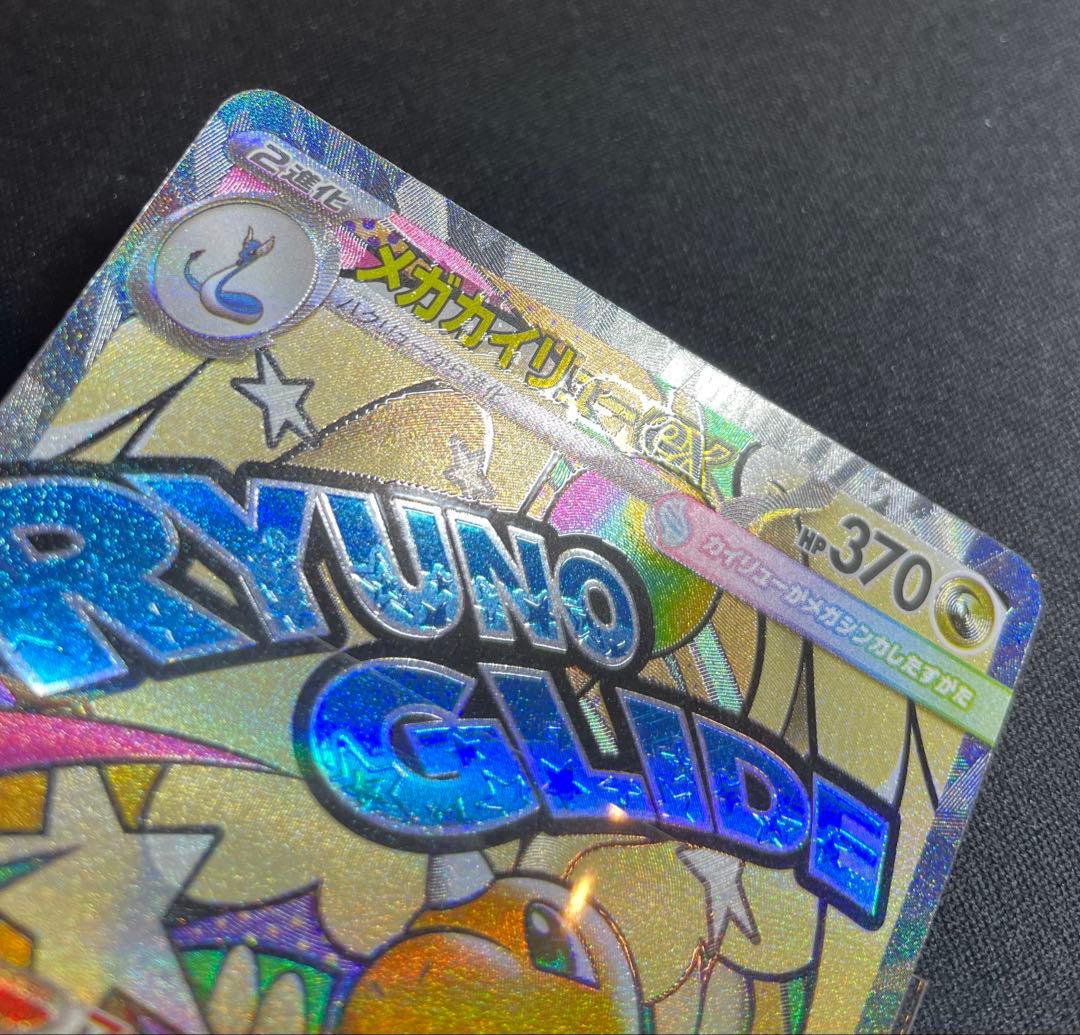 2進化
メガカイリューex
ハクリューから進化
HP370
カイリューがメガシンカしたすがた
RYUNO
GLIDE